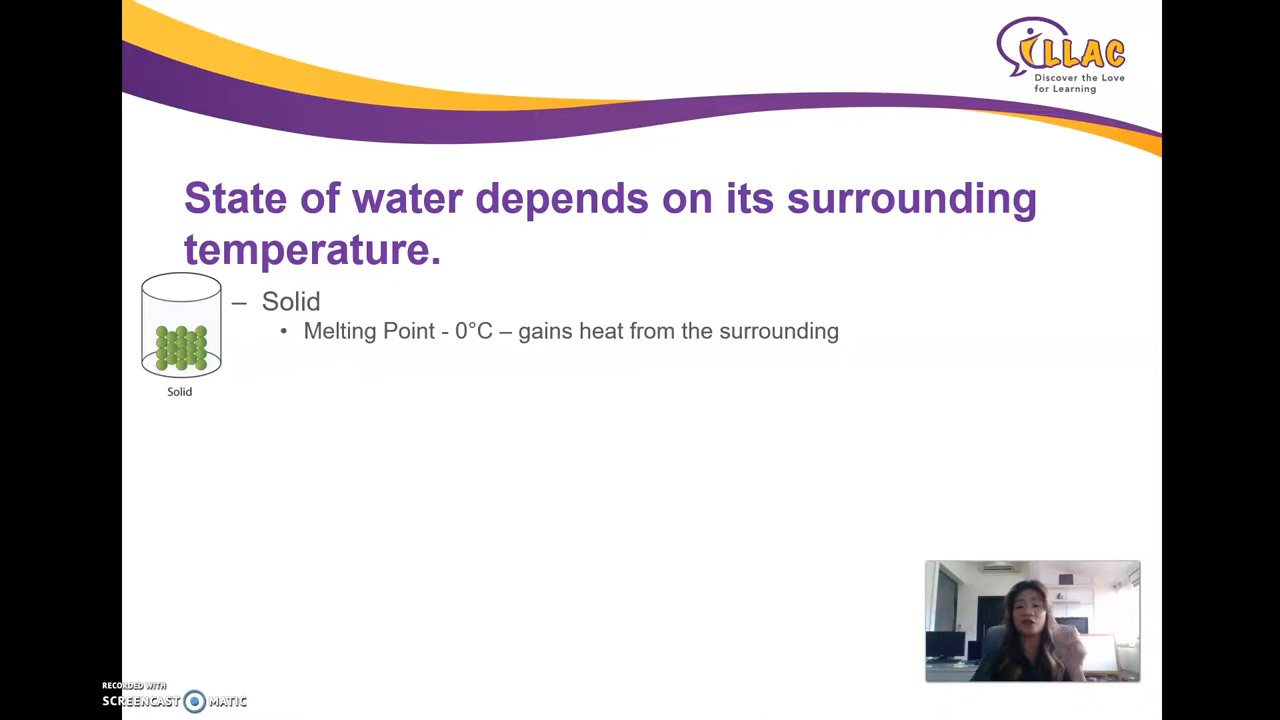 iLLAC
Discover the Love
for Learning
State of water depends on its surrounding
temperature.
– Solid
• Melting Point - 0°C – gains heat from the surrounding
Solid
RECORDED WITH
SCREENCAST MATIC